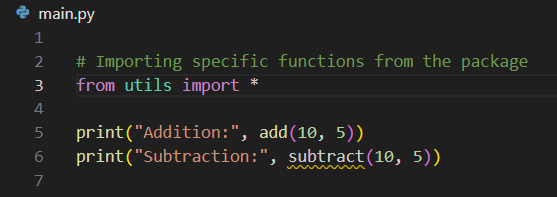 main.py
1
2 # Importing specific functions from the package
3 from utils import *
4
5 print("Addition:", add(10, 5))
6 print("Subtraction:", subtract(10, 5))
7